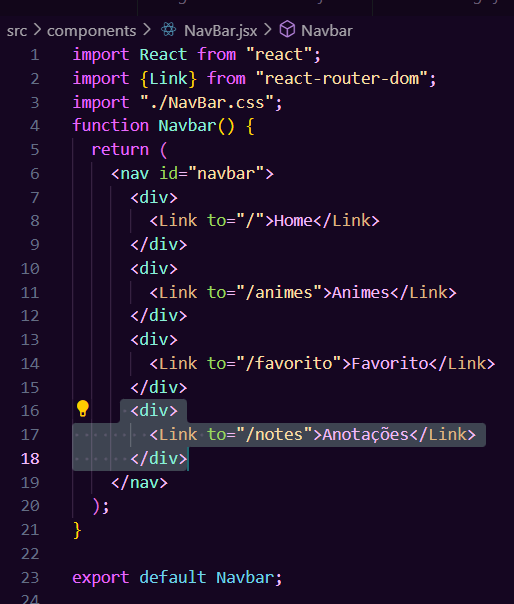 src > components > NavBar.jsx > Navbar
1 import React from "react";
2 import {Link} from "react-router-dom";
3 import "./NavBar.css";
4 function Navbar() {
5 return (
6 <nav id="navbar">
7 <div>
8 <Link to="/">Home</Link>
9 </div>
10 <div>
11 <Link to="/animes">Animes</Link>
12 </div>
13 <div>
14 <Link to="/favorito">Favorito</Link>
15 </div>
16 <div>
17 <Link to="/notes">Anotações</Link>
18 </div>
19 </nav>
20 );
21 }
22
23 export default Navbar;
24